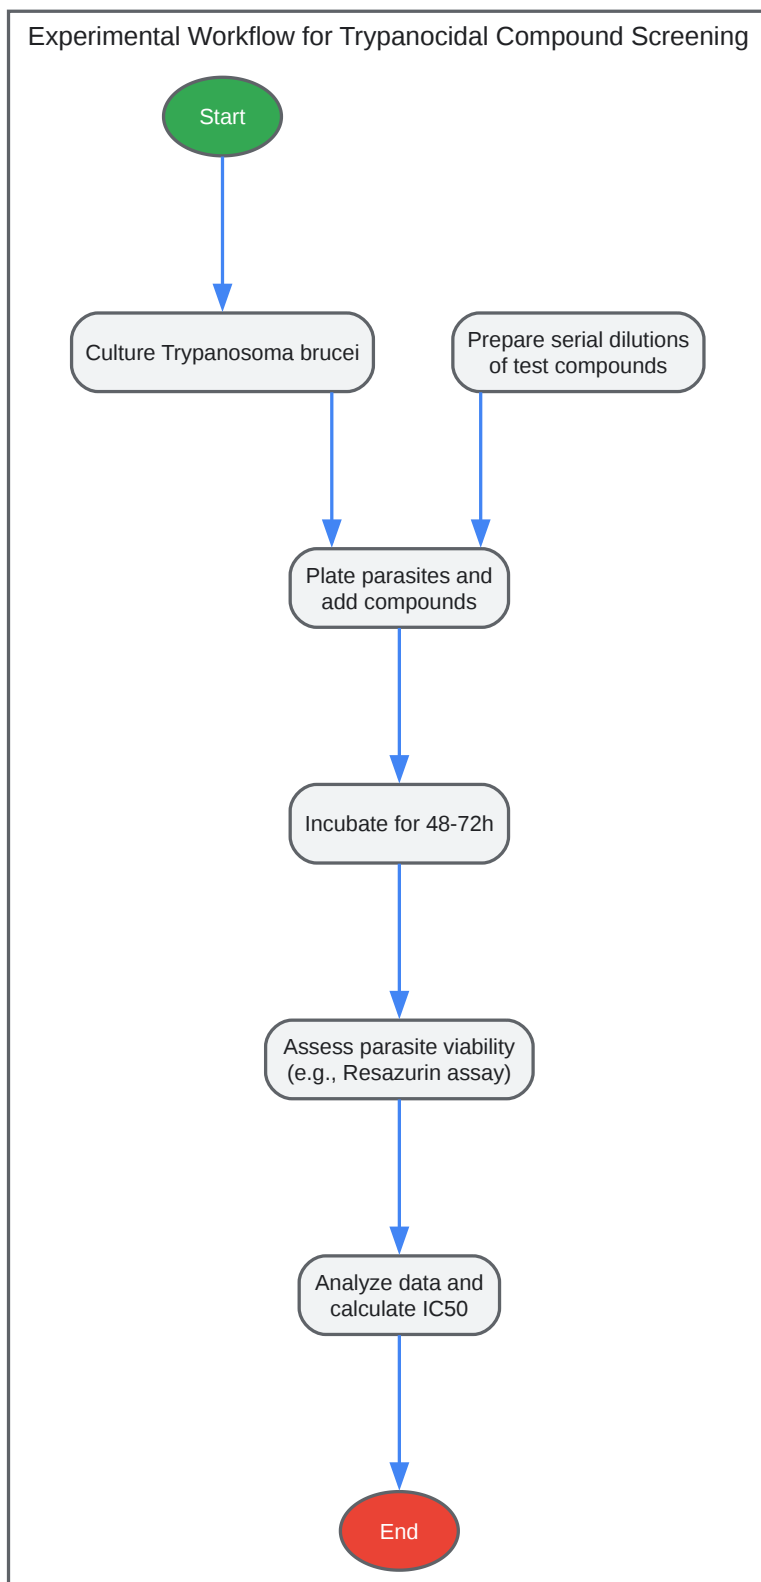 Experimental Workflow for Trypanocidal Compound Screening
Start
Culture Trypanosoma brucei
Prepare serial dilutions
of test compounds
Plate parasites and
add compounds
Incubate for 48-72h
Assess parasite viability
(e.g., Resazurin assay)
Analyze data and
calculate IC50
End